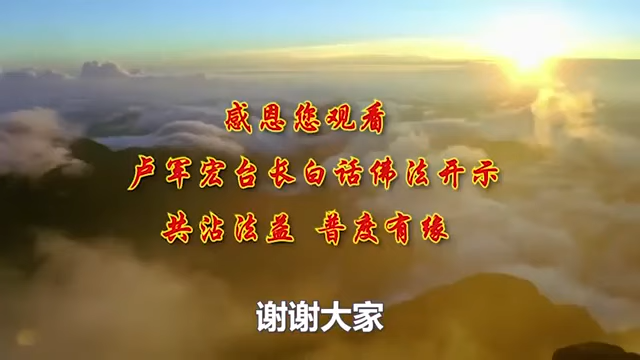 感恩您观看
卢军宏台长白话佛法开示
共沾法益 普度有缘
谢谢大家